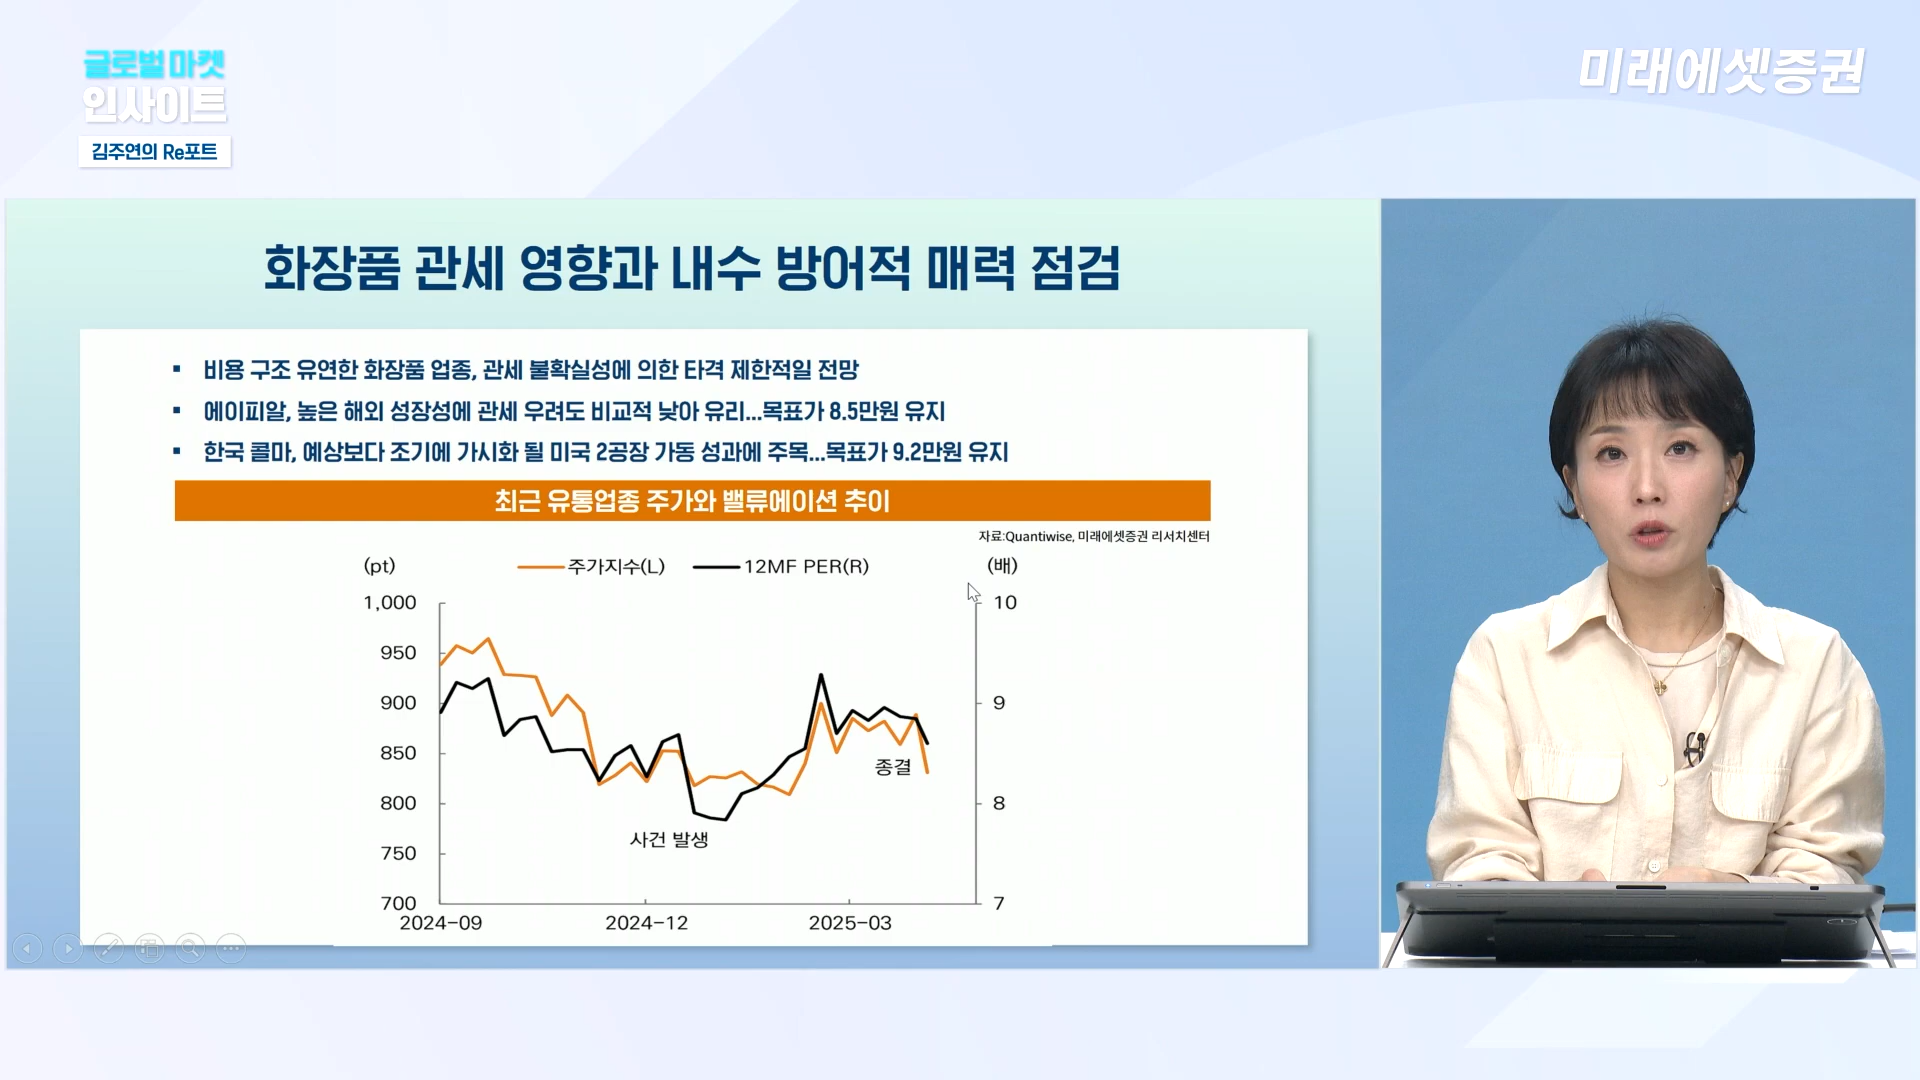 글로벌 마켓
인사이트
김주연의 Re포트
미래에셋증권
화장품 관세 영향과 내수 방어적 매력 점검
▪ 비용 구조 유연한 화장품 업종, 관세 불확실성에 의한 타격 제한적일 전망
▪ 에이피알, 높은 해외 성장성에 관세 우려도 비교적 낮아 유리...목표가 8.5만원 유지
▪ 한국 콜마, 예상보다 조기에 가시화 될 미국 2공장 가동 성과에 주목...목표가 9.2만원 유지
최근 유통업종 주가와 밸류에이션 추이
자료:Quantiwise, 미래에셋증권 리서치센터
(pt) 주가지수(L) 12MF PER(R) (배)
1,000 10
950
900 9
850
종결
800 8
사건 발생
750
700 7
2024-09 2024-12 2025-03